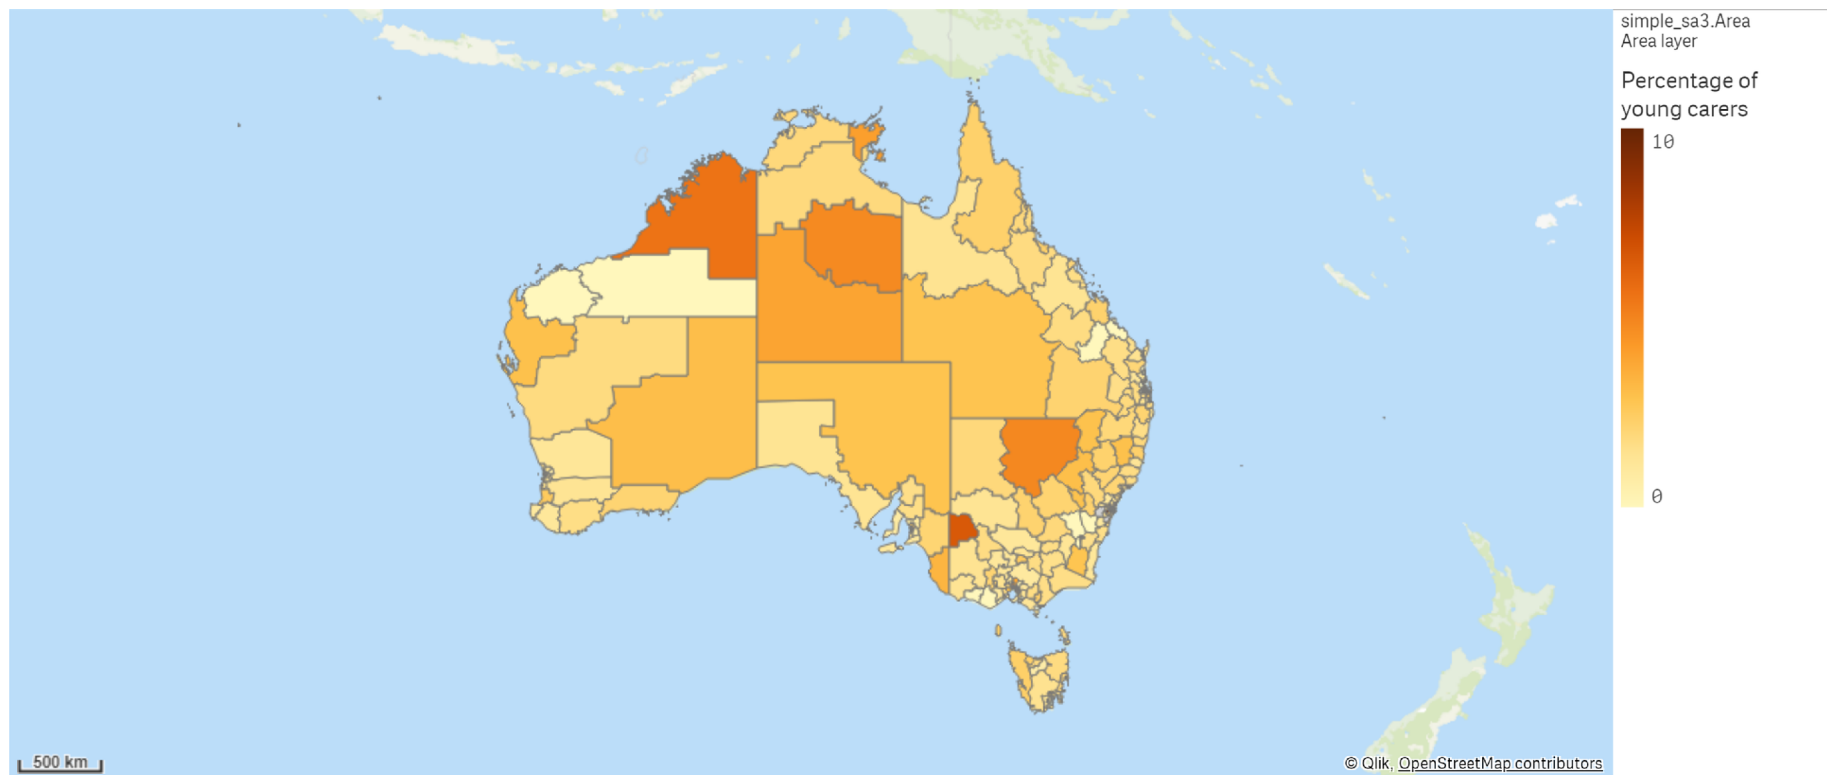 simple_sa3.Area
Area layer
Percentage of
young carers
10
0
500 km
© Qlik, OpenStreetMap contributors